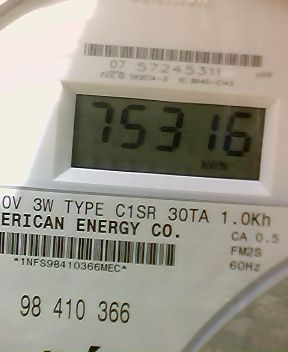 07 57245311
75316
kWh
0V 3W TYPE C1SR 30TA 1.0Kh
ERICAN ENERGY CO.
CA 0.5
FM2S
60Hz
*1NFS98410366MEC*
98 410 366